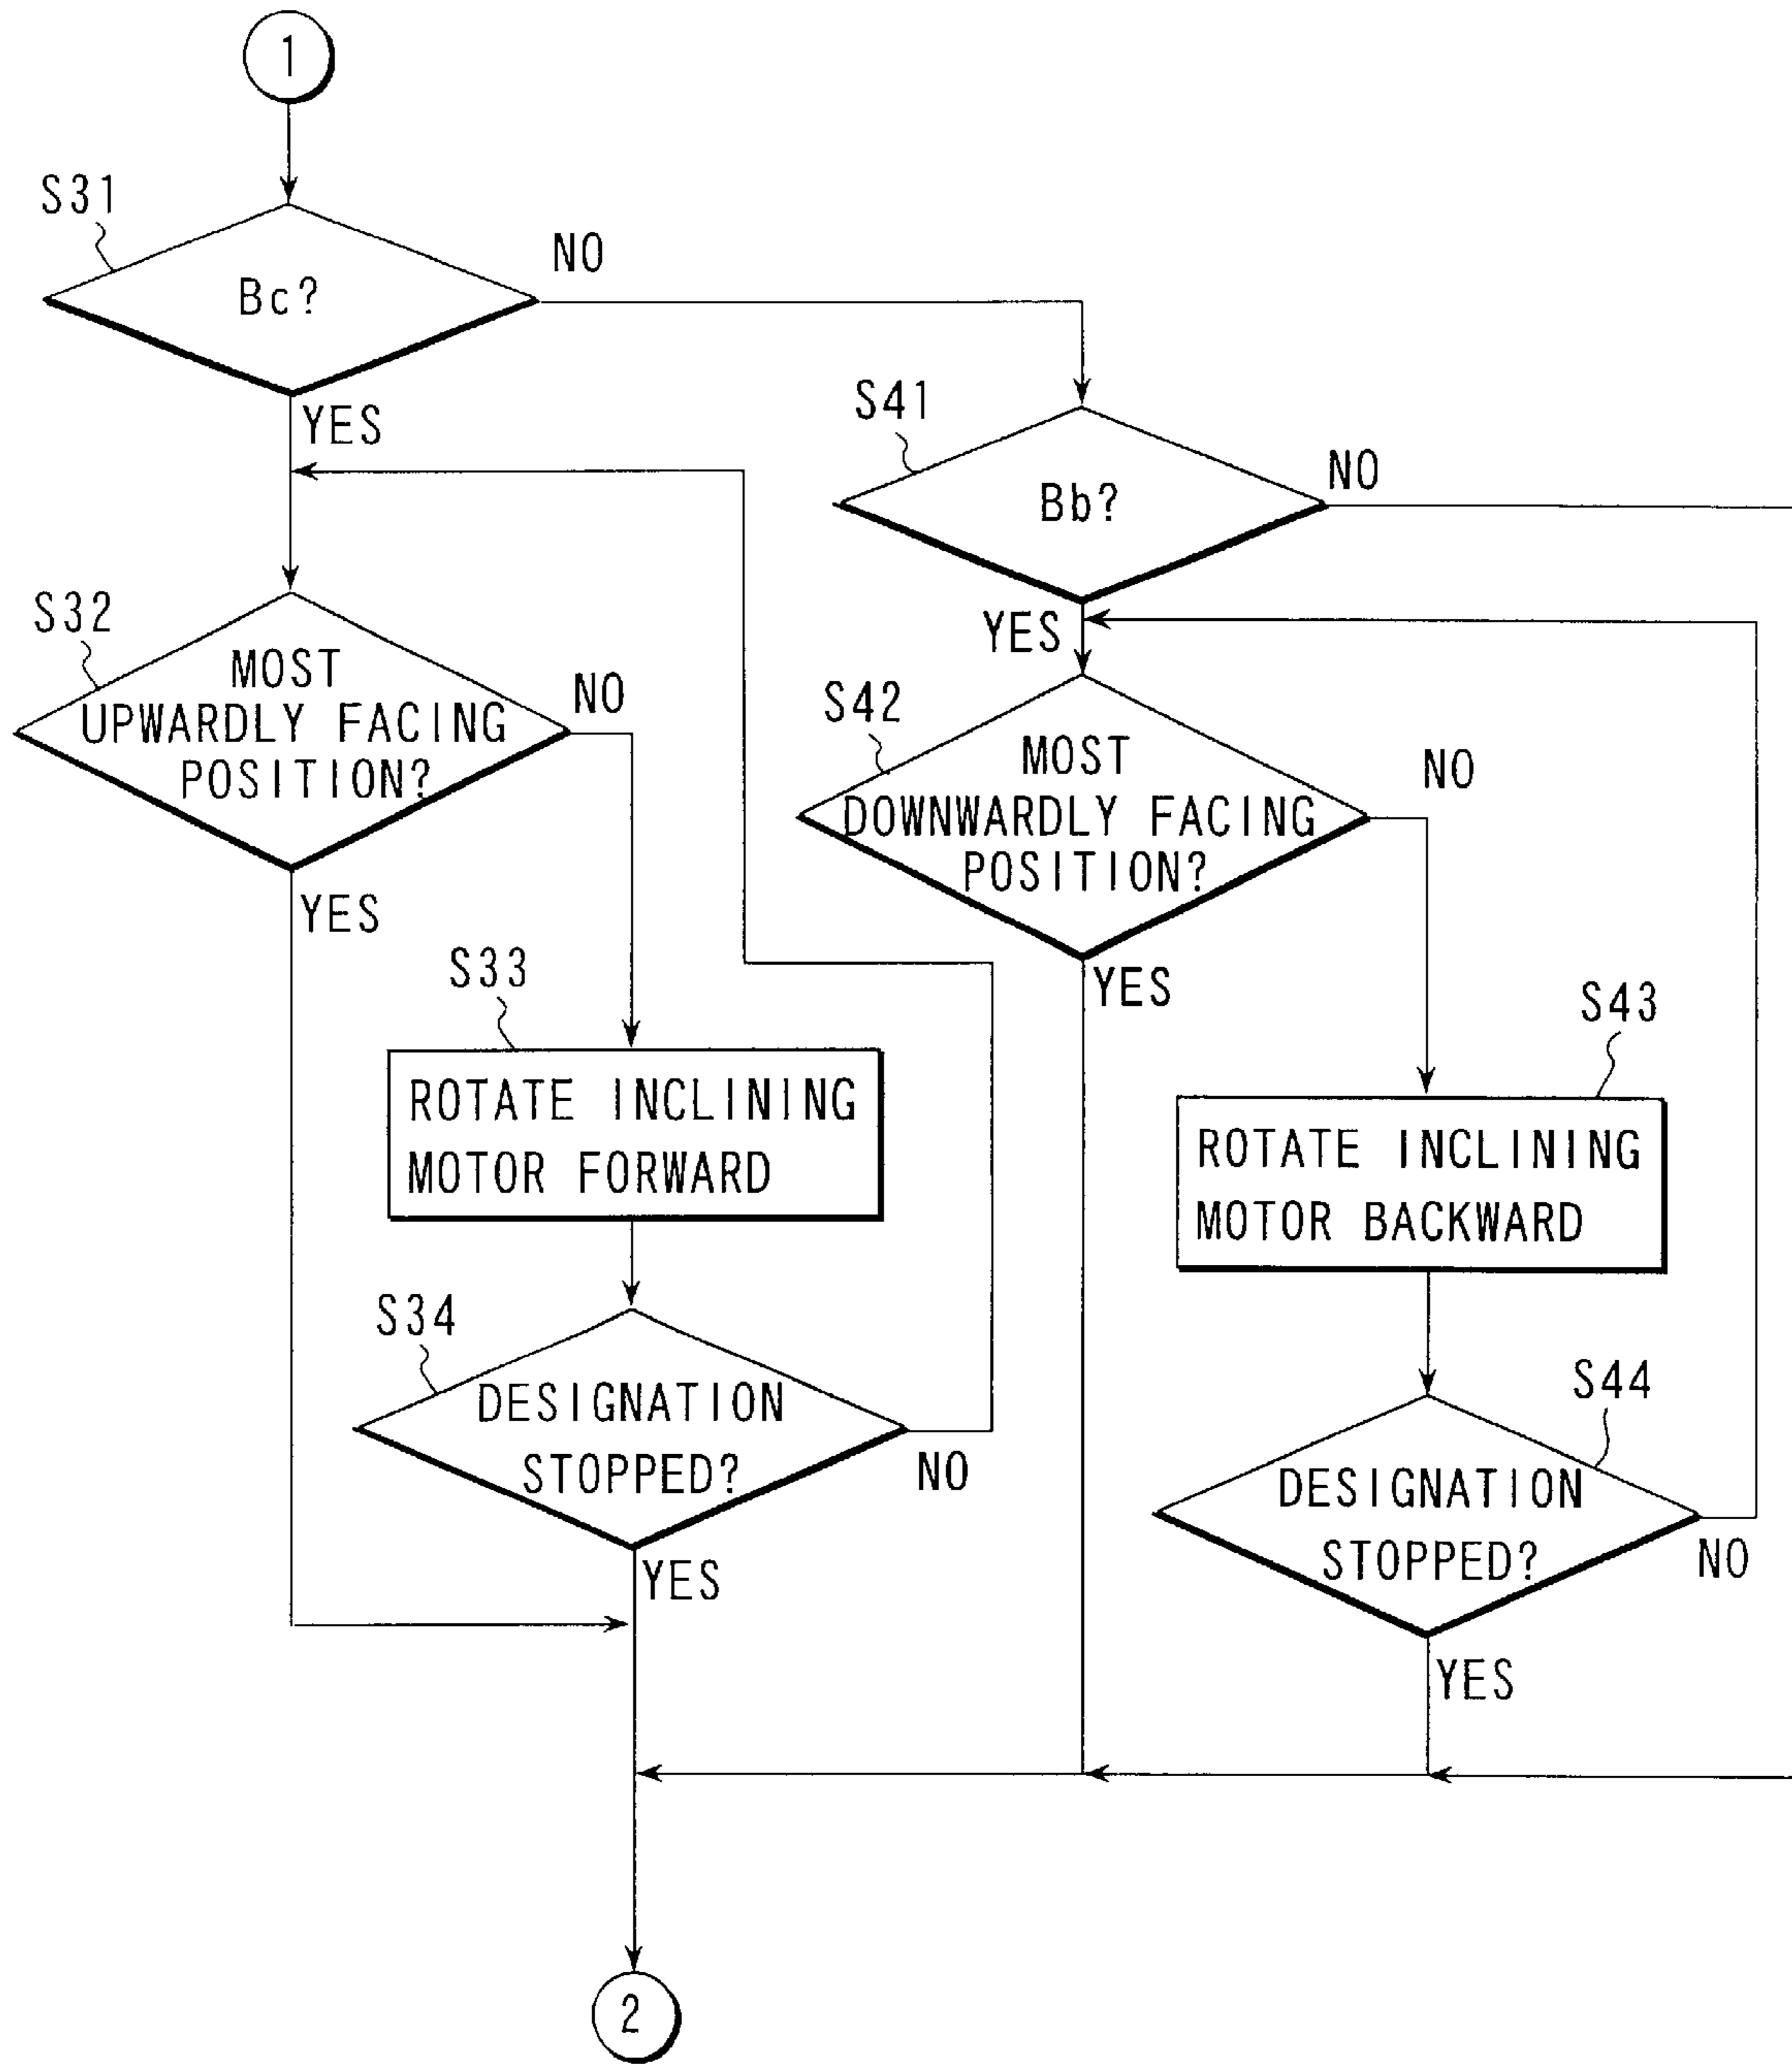 1
S31
Bc?
NO
YES
S41
Bb?
NO
YES
S32
MOST
UPWARDLY FACING
POSITION?
NO
YES
S42
MOST
DOWNWARDLY FACING
POSITION?
NO
YES
S33
ROTATE INCLINING
MOTOR FORWARD
S43
ROTATE INCLINING
MOTOR BACKWARD
S34
DESIGNATION
STOPPED?
NO
YES
S44
DESIGNATION
STOPPED?
NO
YES
2